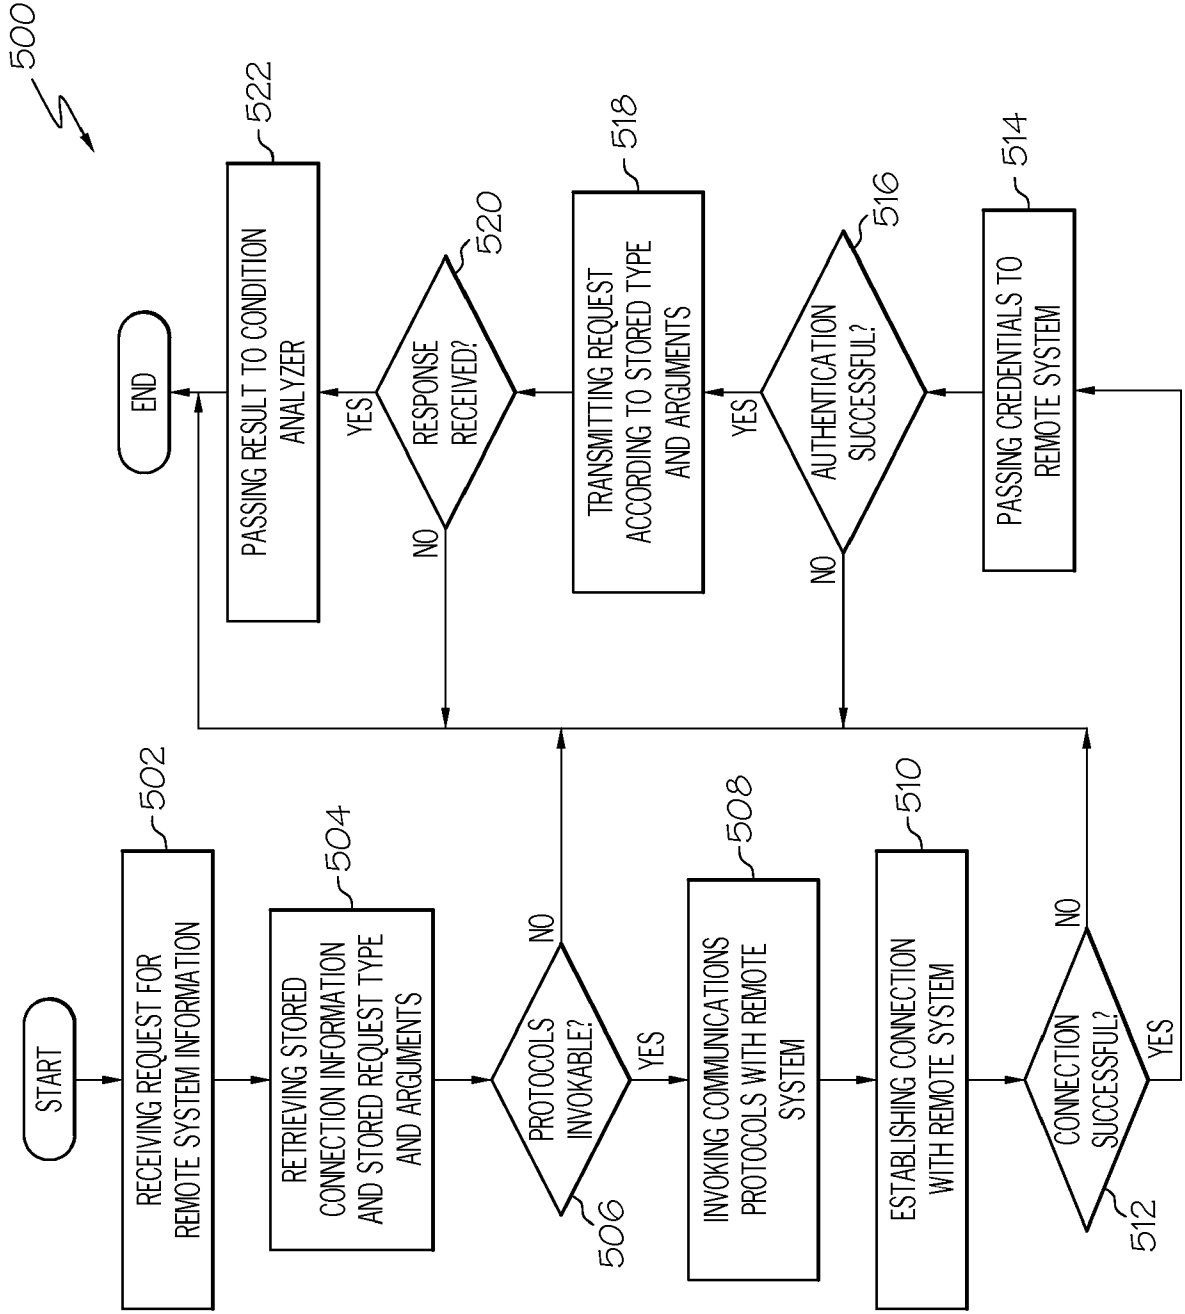 500
START
RECEIVING REQUEST FOR
REMOTE SYSTEM INFORMATION
502
RETRIEVING STORED
CONNECTION INFORMATION
AND STORED REQUEST TYPE
AND ARGUMENTS
504
PROTOCOLS
INVOKABLE?
506
NO
YES
INVOKING COMMUNICATIONS
PROTOCOLS WITH REMOTE
SYSTEM
508
ESTABLISHING CONNECTION
WITH REMOTE SYSTEM
510
CONNECTION
SUCCESSFUL?
512
NO
YES
PASSING CREDENTIALS TO
REMOTE SYSTEM
514
AUTHENTICATION
SUCCESSFUL?
516
NO
YES
TRANSMITTING REQUEST
ACCORDING TO STORED TYPE
AND ARGUMENTS
518
RESPONSE
RECEIVED?
520
NO
YES
PASSING RESULT TO CONDITION
ANALYZER
522
END